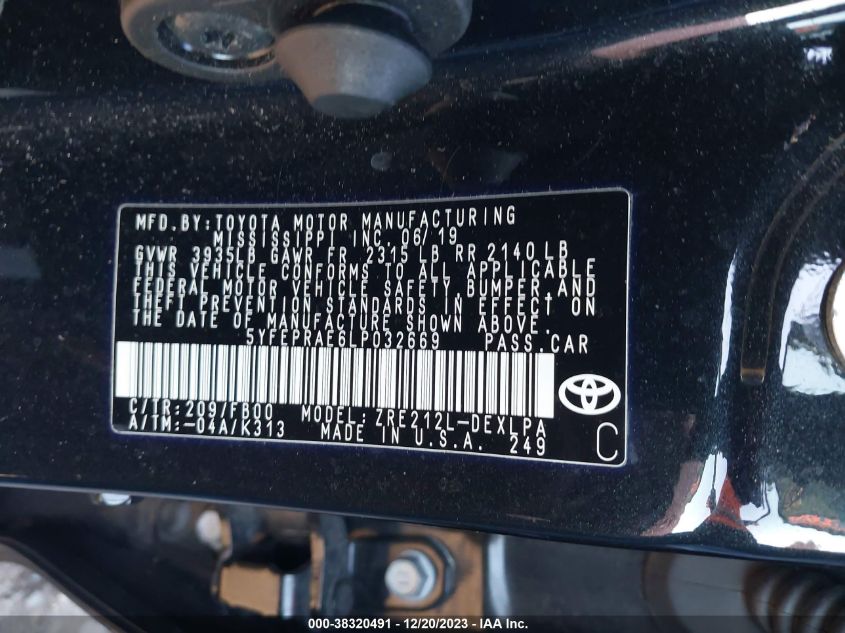 MFD.BY:TOYOTA MOTOR MANUFACTURING
MISSISSIPPI INC. 06/19
GVWR 3935LB GAWR FR 2315 LB RR 2140 LB
THIS VEHICLE CONFORMS TO ALL APPLICABLE
FEDERAL MOTOR VEHICLE SAFETY, BUMPER AND
THEFT PREVENTION STANDARDS IN EFFECT ON
THE DATE OF MANUFACTURE SHOWN ABOVE.
5YFEPRAE6LP032669 PASS.CAR
C/TR:209/FB00 MODEL:ZRE212L-DEXLPA
A/TM:-04A/K313 MADE IN U.S.A. 249
C
000-38320491 - 12/20/2023 - IAA Inc.